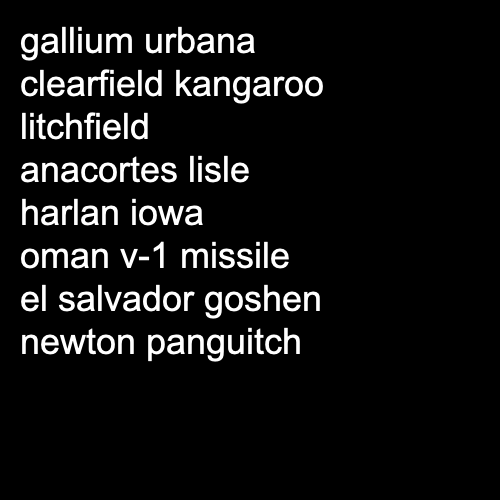 gallium urbana
clearfield kangaroo
litchfield
anacortes lisle
harlan iowa
oman v-1 missile
el salvador goshen
newton panguitch